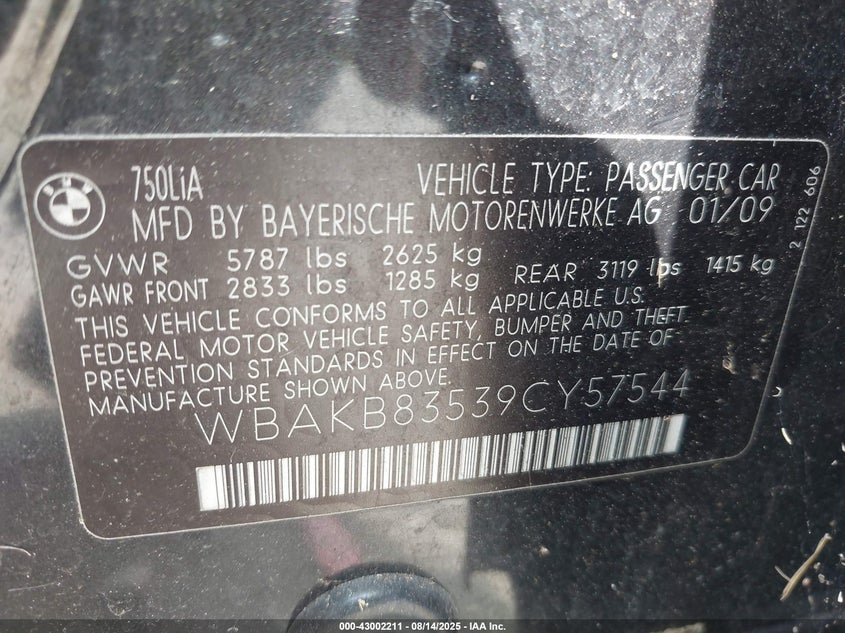 BMW
750LiA
VEHICLE TYPE: PASSENGER CAR
MFD BY BAYERISCHE MOTORENWERKE AG 01/09
GVWR 5787 lbs 2625 kg
GAWR FRONT 2833 lbs 1285 kg REAR 3119 lbs 1415 kg
THIS VEHICLE CONFORMS TO ALL APPLICABLE U.S.
FEDERAL MOTOR VEHICLE SAFETY, BUMPER AND THEFT
PREVENTION STANDARDS IN EFFECT ON THE DATE OF
MANUFACTURE SHOWN ABOVE.
WBAKB83539CY57544
2 122 606
000-43002211 - 08/14/2025 - IAA Inc.